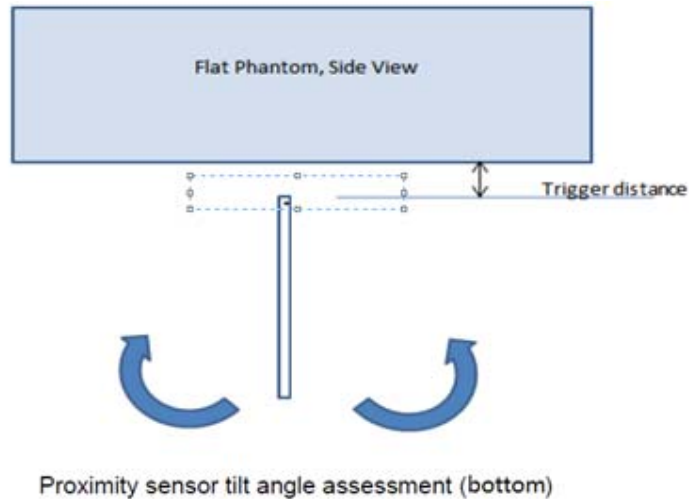 Flat Phantom, Side View
Trigger distance
Proximity sensor tilt angle assessment (bottom)